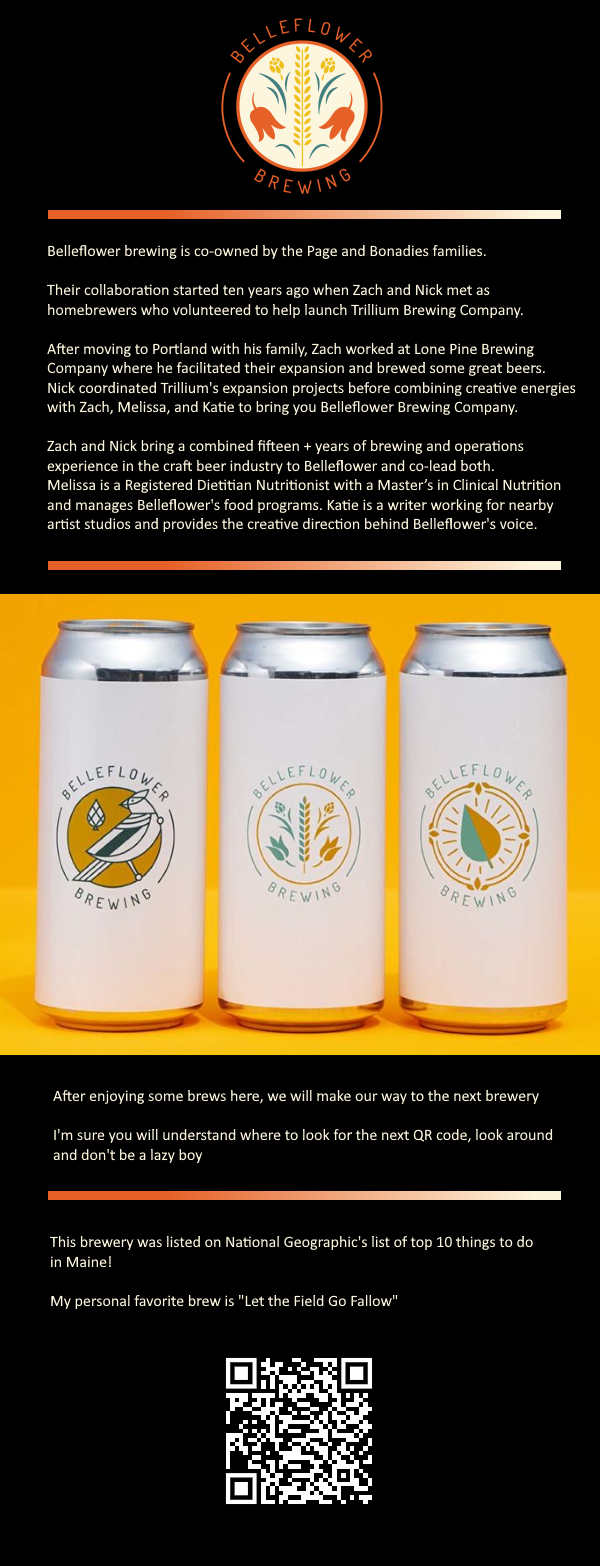 BELLEFLOWER
BREWING
Belleflower brewing is co-owned by the Page and Bonadies families.
Their collaboration started ten years ago when Zach and Nick met as
homebrewers who volunteered to help launch Trillium Brewing Company.
After moving to Portland with his family, Zach worked at Lone Pine Brewing
Company where he facilitated their expansion and brewed some great beers.
Nick coordinated Trillium's expansion projects before combining creative energies
with Zach, Melissa, and Katie to bring you Belleflower Brewing Company.
Zach and Nick bring a combined fifteen + years of brewing and operations
experience in the craft beer industry to Belleflower and co-lead both.
Melissa is a Registered Dietitian Nutritionist with a Master’s in Clinical Nutrition
and manages Belleflower's food programs. Katie is a writer working for nearby
artist studios and provides the creative direction behind Belleflower's voice.
BELLEFLOWER BELLEFLOWER BELLEFLOWER
BREWING BREWING BREWING
After enjoying some brews here, we will make our way to the next brewery
I'm sure you will understand where to look for the next QR code, look around
and don't be a lazy boy
This brewery was listed on National Geographic's list of top 10 things to do
in Maine!
My personal favorite brew is "Let the Field Go Fallow"